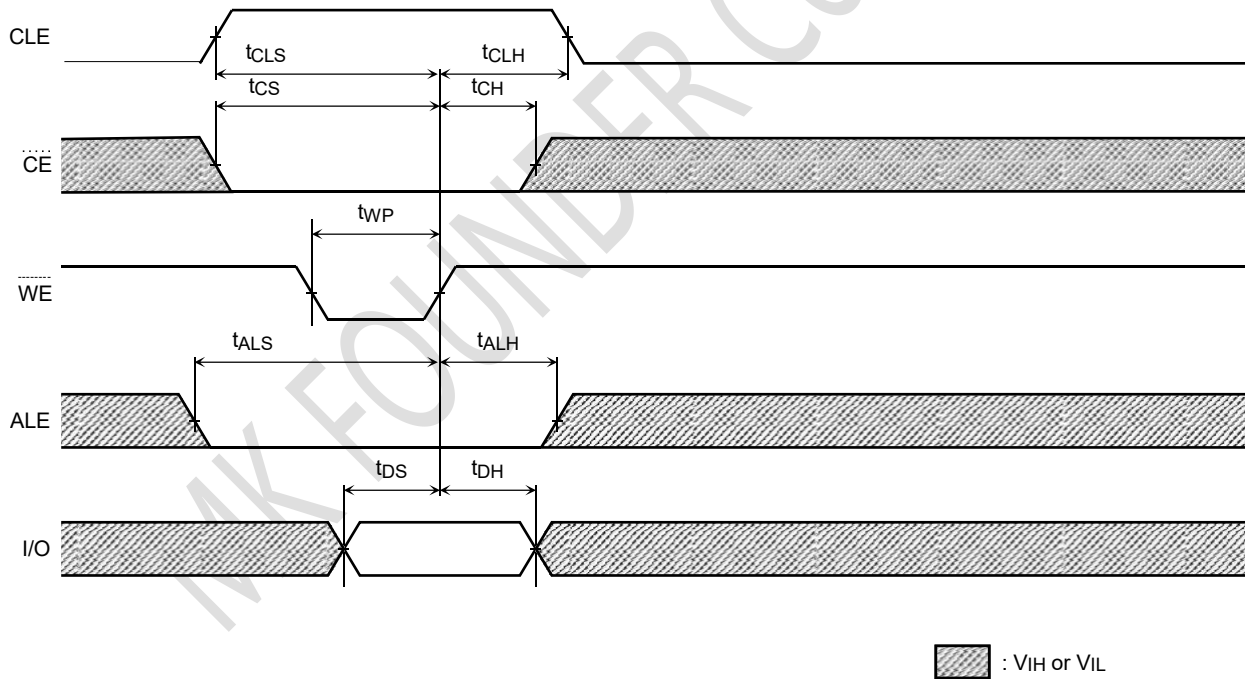 CLE
tCLS
tCLH
tCS
tCH
CE
tWP
WE
tALS
tALH
ALE
tDS
tDH
I/O
: VIH or VIL
MK FOUNDER